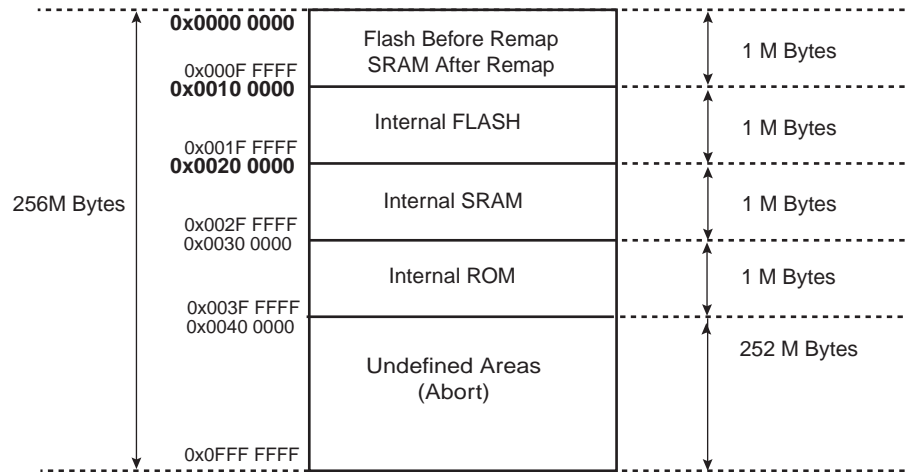 0x0000 0000
Flash Before Remap
SRAM After Remap
1 M Bytes
0x000F FFFF
0x0010 0000
Internal FLASH
1 M Bytes
0x001F FFFF
0x0020 0000
256M Bytes
Internal SRAM
1 M Bytes
0x002F FFFF
0x0030 0000
Internal ROM
1 M Bytes
0x003F FFFF
0x0040 0000
252 M Bytes
Undefined Areas
(Abort)
0x0FFF FFFF